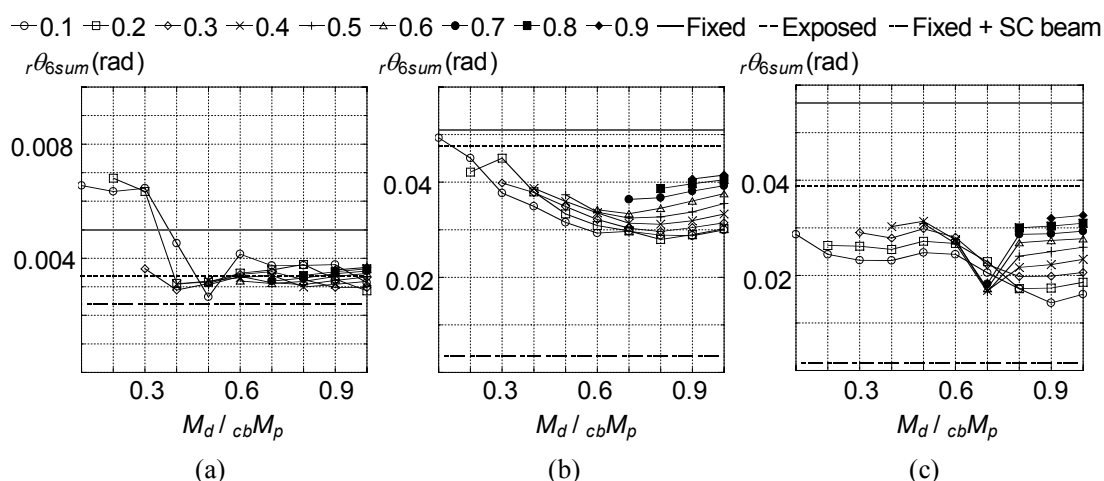 0.1 0.2 0.3 0.4 0.5 0.6 0.7 0.8 0.9 Fixed Exposed Fixed + SC beam
rθ6sum(rad) rθ6sum(rad) rθ6sum(rad)
0.008
0.004
0.3 0.6 0.9
Md / cbMp
(a)
0.04
0.02
0.3 0.6 0.9
Md / cbMp
(b)
0.04
0.02
0.3 0.6 0.9
Md / cbMp
(c)